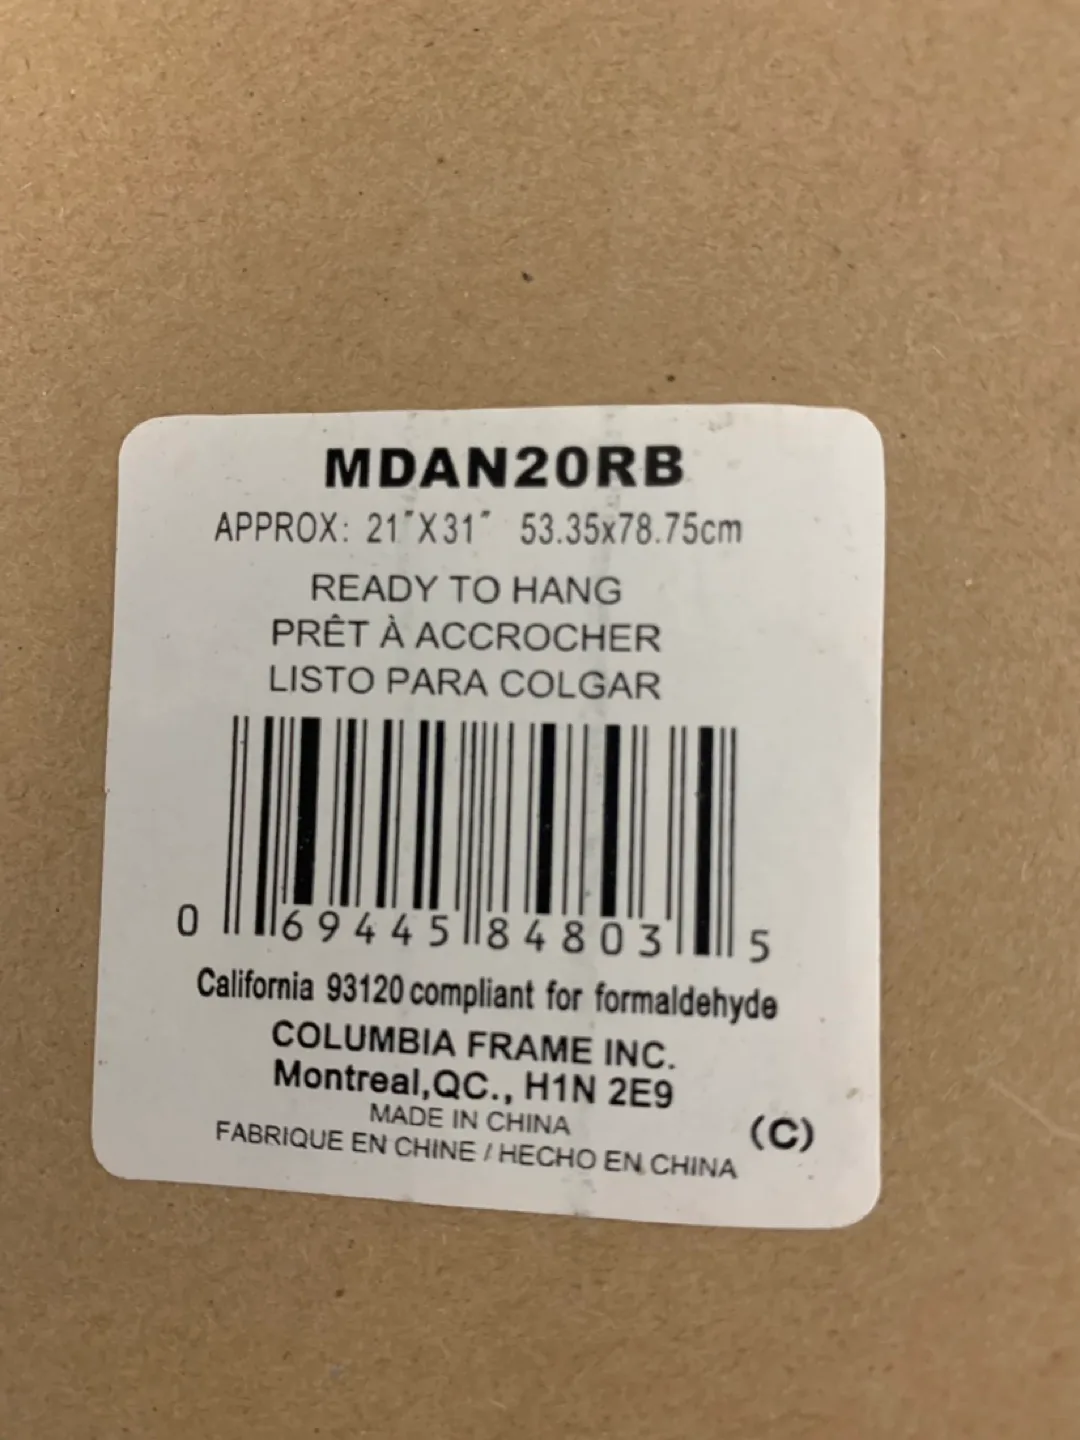 MDAN20RB
APPROX: 21"X31" 53.35x78.75cm
READY TO HANG
PRÊT À ACCROCHER
LISTO PARA COLGAR
0 69445 84803 5
California 93120 compliant for formaldehyde
COLUMBIA FRAME INC.
Montreal,QC., H1N 2E9
MADE IN CHINA
FABRIQUE EN CHINE / HECHO EN CHINA
(C)